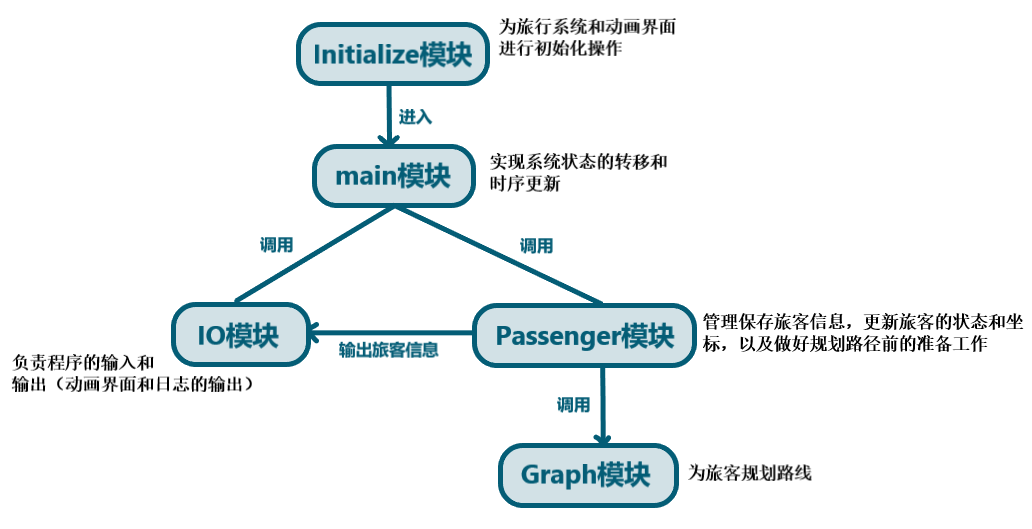 Initialize模块
为旅行系统和动画界面
进行初始化操作
进入
main模块
实现系统状态的转移和
时序更新
调用
调用
IO模块
Passenger模块
管理保存旅客信息，更新旅客的状态和坐
标，以及做好规划路径前的准备工作
输出旅客信息
负责程序的输入和
输出（动画界面和日志的输出）
调用
Graph模块
为旅客规划路线